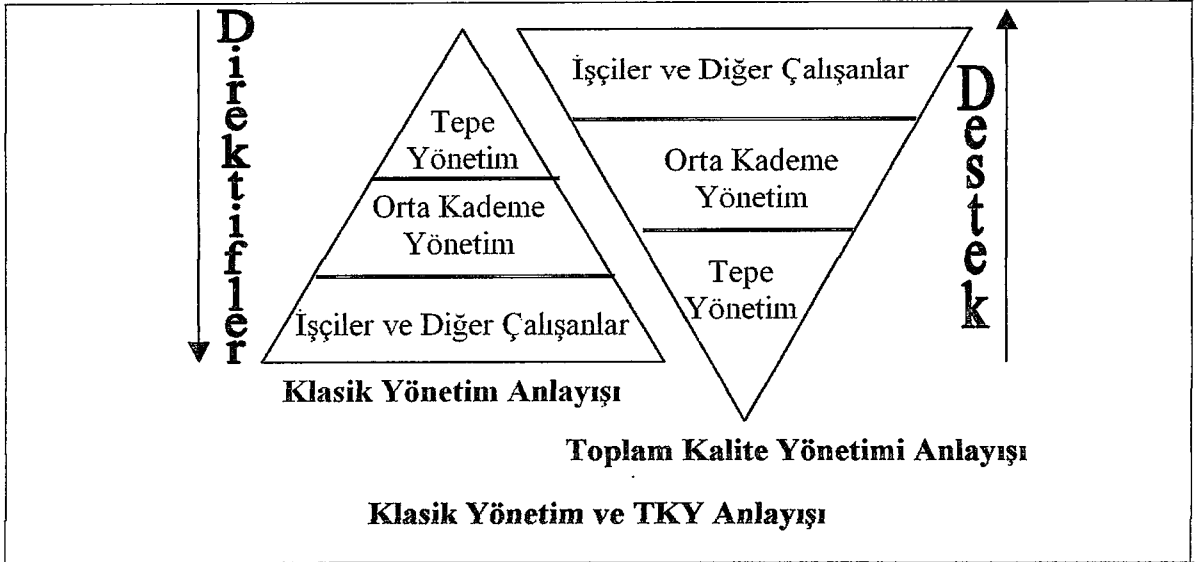 Direktifler
Tepe
Yönetim
Orta Kademe
Yönetim
İşçiler ve Diğer Çalışanlar
Klasik Yönetim Anlayışı
İşçiler ve Diğer Çalışanlar
Orta Kademe
Yönetim
Tepe
Yönetim
Destek
Toplam Kalite Yönetimi Anlayışı
Klasik Yönetim ve TKY Anlayışı